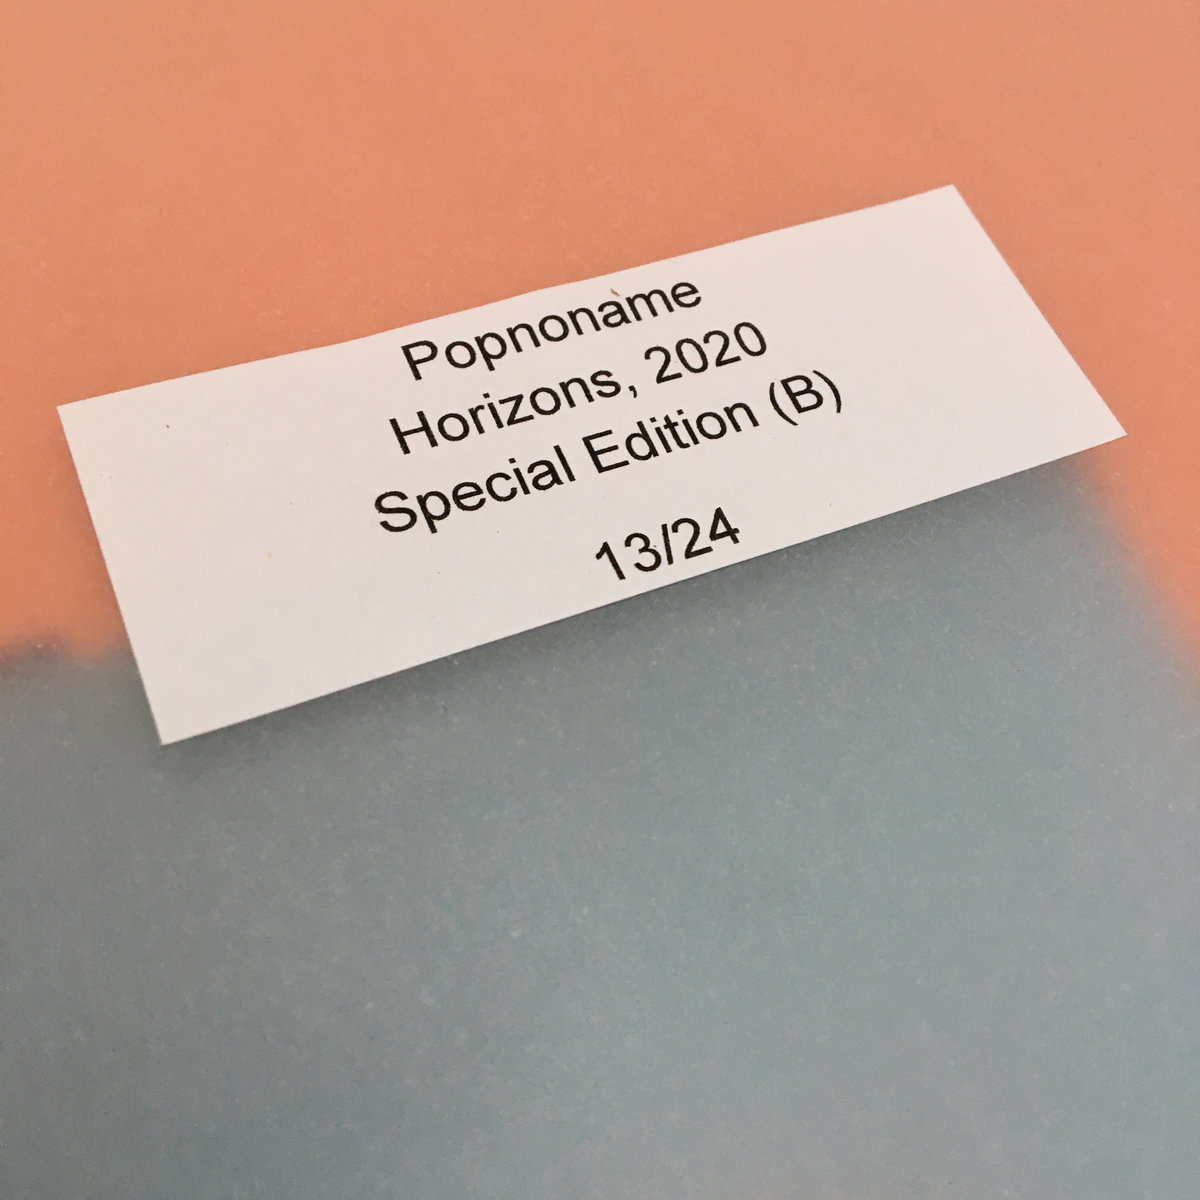 Popnoname
Horizons, 2020
Special Edition (B)
13/24